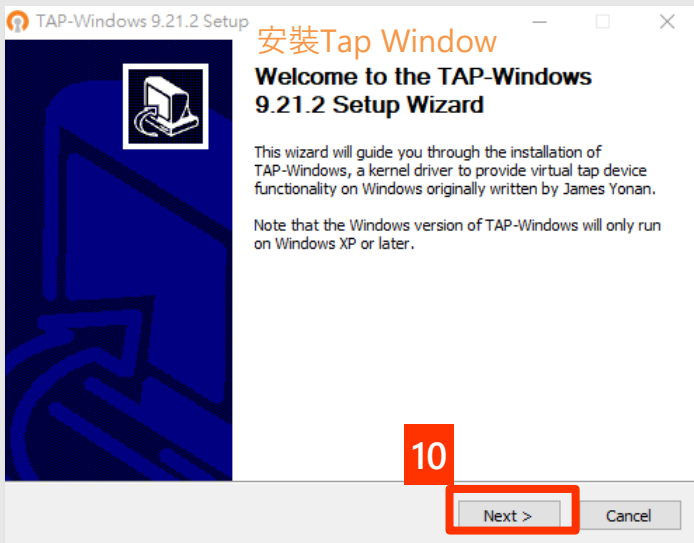 TAP-Windows 9.21.2 Setup
安裝Tap Window
Welcome to the TAP-Windows
9.21.2 Setup Wizard
This wizard will guide you through the installation of
TAP-Windows, a kernel driver to provide virtual tap device
functionality on Windows originally written by James Yonan.
Note that the Windows version of TAP-Windows will only run
on Windows XP or later.
10
Next >
Cancel